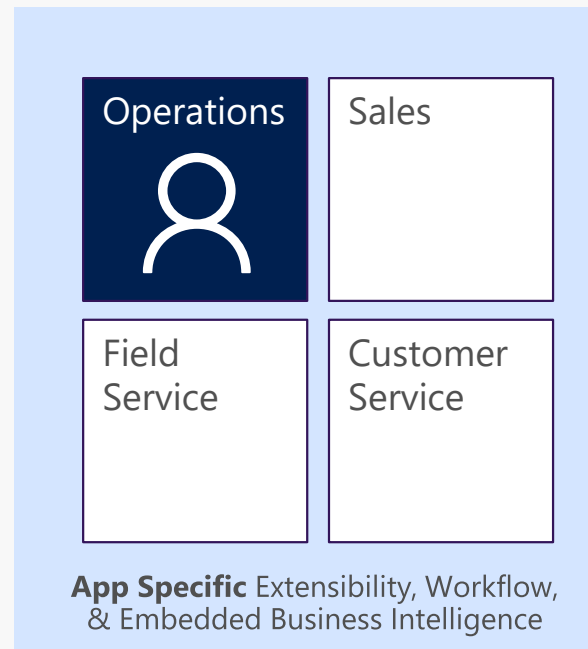 Operations
Sales
Field
Service
Customer
Service
App Specific Extensibility, Workflow,
& Embedded Business Intelligence